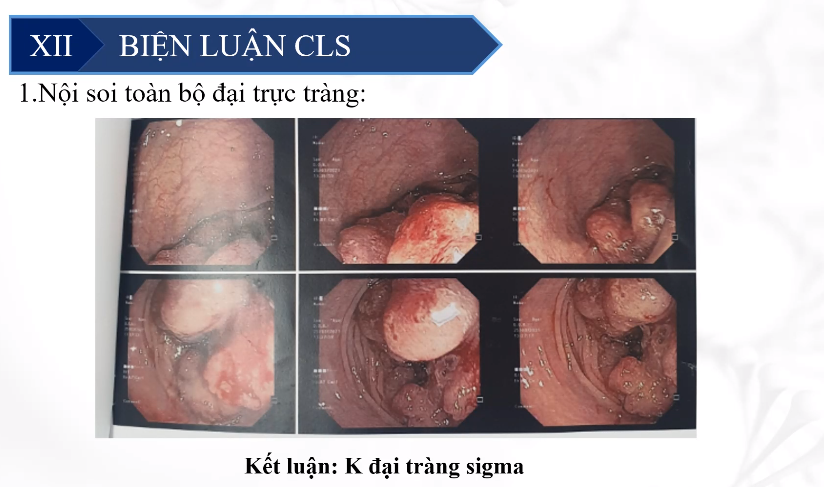 XII
BIỆN LUẬN CLS
1.Nội soi toàn bộ đại trực tràng:
Kết luận: K đại tràng sigma